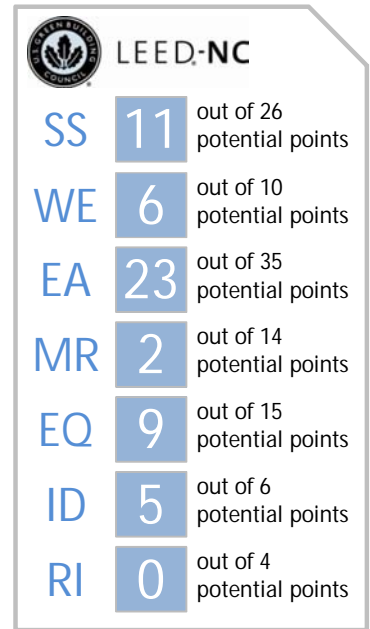 U.S. GREEN BUILDING COUNCIL
LEED-NC
SS 11 out of 26
potential points
WE 6 out of 10
potential points
EA 23 out of 35
potential points
MR 2 out of 14
potential points
EQ 9 out of 15
potential points
ID 5 out of 6
potential points
RI 0 out of 4
potential points